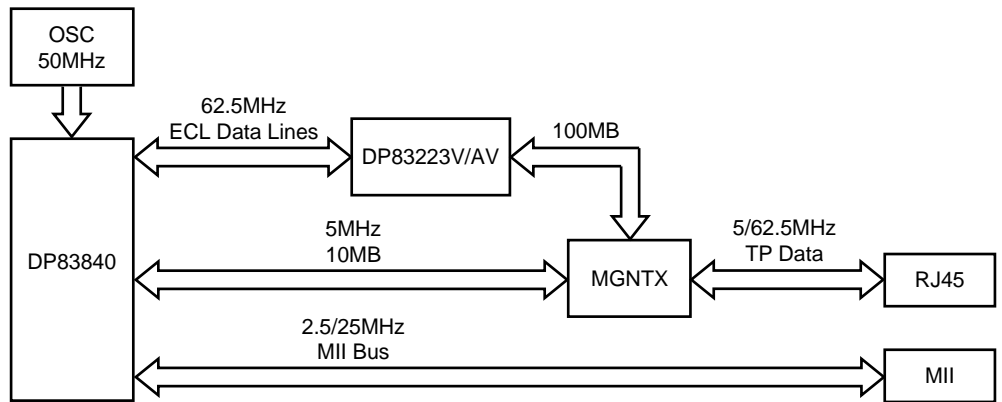 OSC
50MHz
62.5MHz
ECL Data Lines
DP83223V/AV
100MB
DP83840
5MHz
10MB
MGNTX
5/62.5MHz
TP Data
RJ45
2.5/25MHz
MII Bus
MII